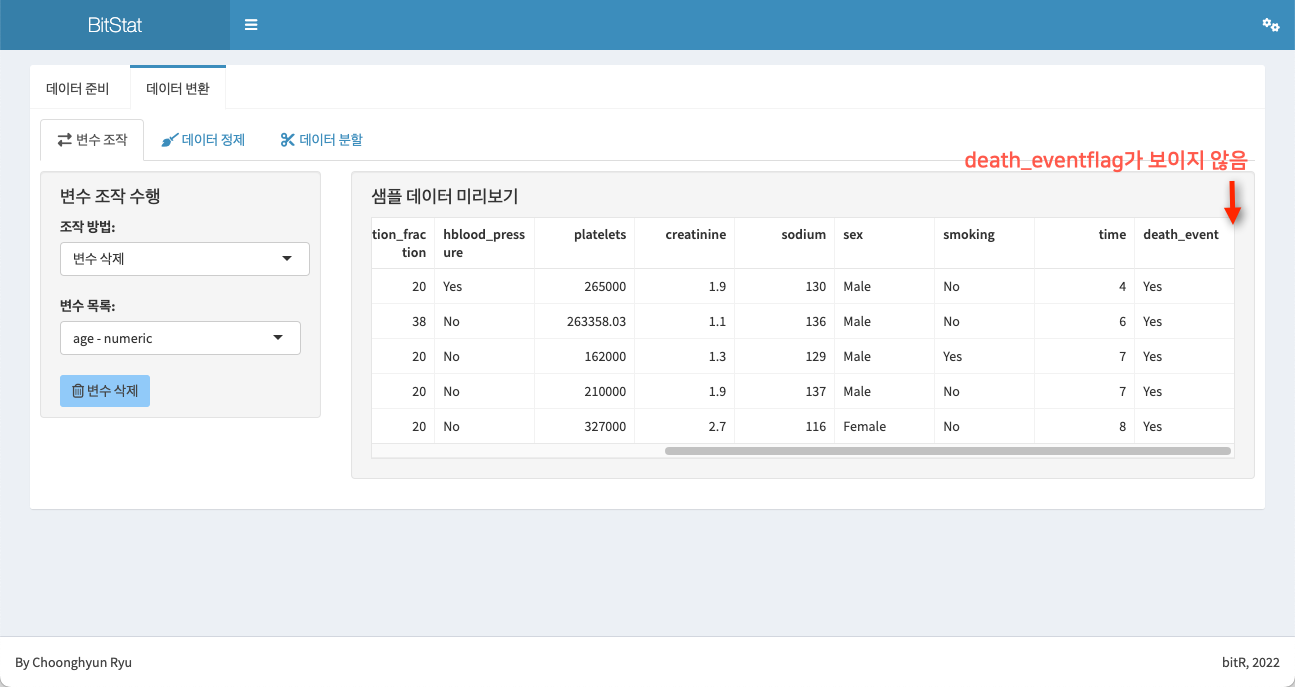 BitStat
데이터 준비 데이터 변환
변수 조작 데이터 정제 데이터 분할
death_eventflag가 보이지 않음
변수 조작 수행
조작 방법:
변수 삭제
변수 목록:
age - numeric
변수 삭제
샘플 데이터 미리보기
tion_frac hblood_press platelets creatinine sodium sex smoking time death_event
tion ure
20 Yes 265000 1.9 130 Male No 4 Yes
38 No 263358.03 1.1 136 Male No 6 Yes
20 No 162000 1.3 129 Male Yes 7 Yes
20 No 210000 1.9 137 Male No 7 Yes
20 No 327000 2.7 116 Female No 8 Yes
By Choonghyun Ryu bitR, 2022